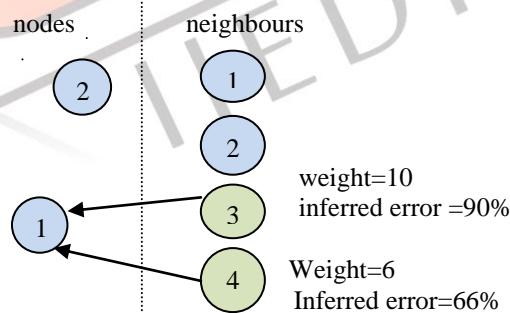 nodes neighbours
2
1
2
weight=10
inferred error =90%
3
1
4
Weight=6
Inferred error=66%